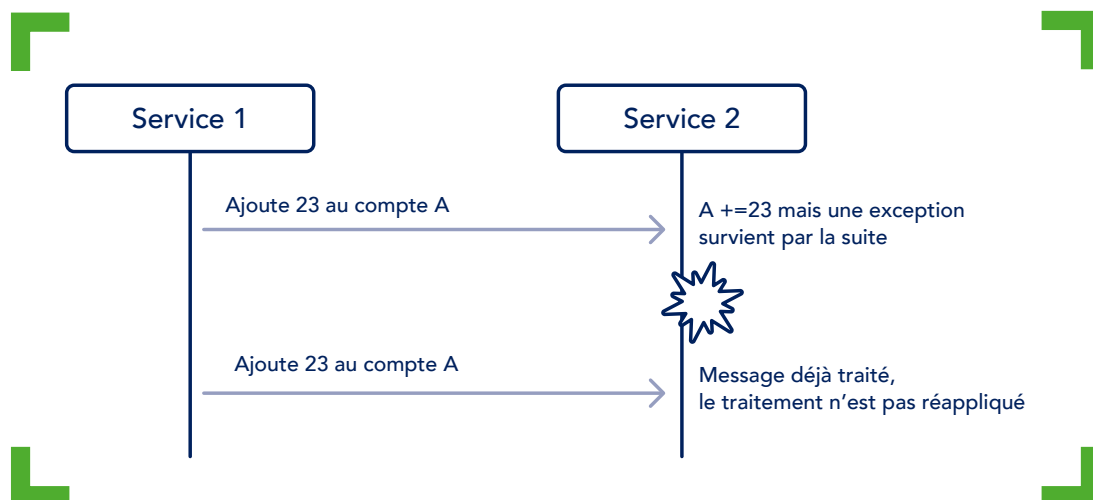 Service 1
Service 2
Ajoute 23 au compte A
A +=23 mais une exception
survient par la suite
Ajoute 23 au compte A
Message déjà traité,
le traitement n’est pas réappliqué